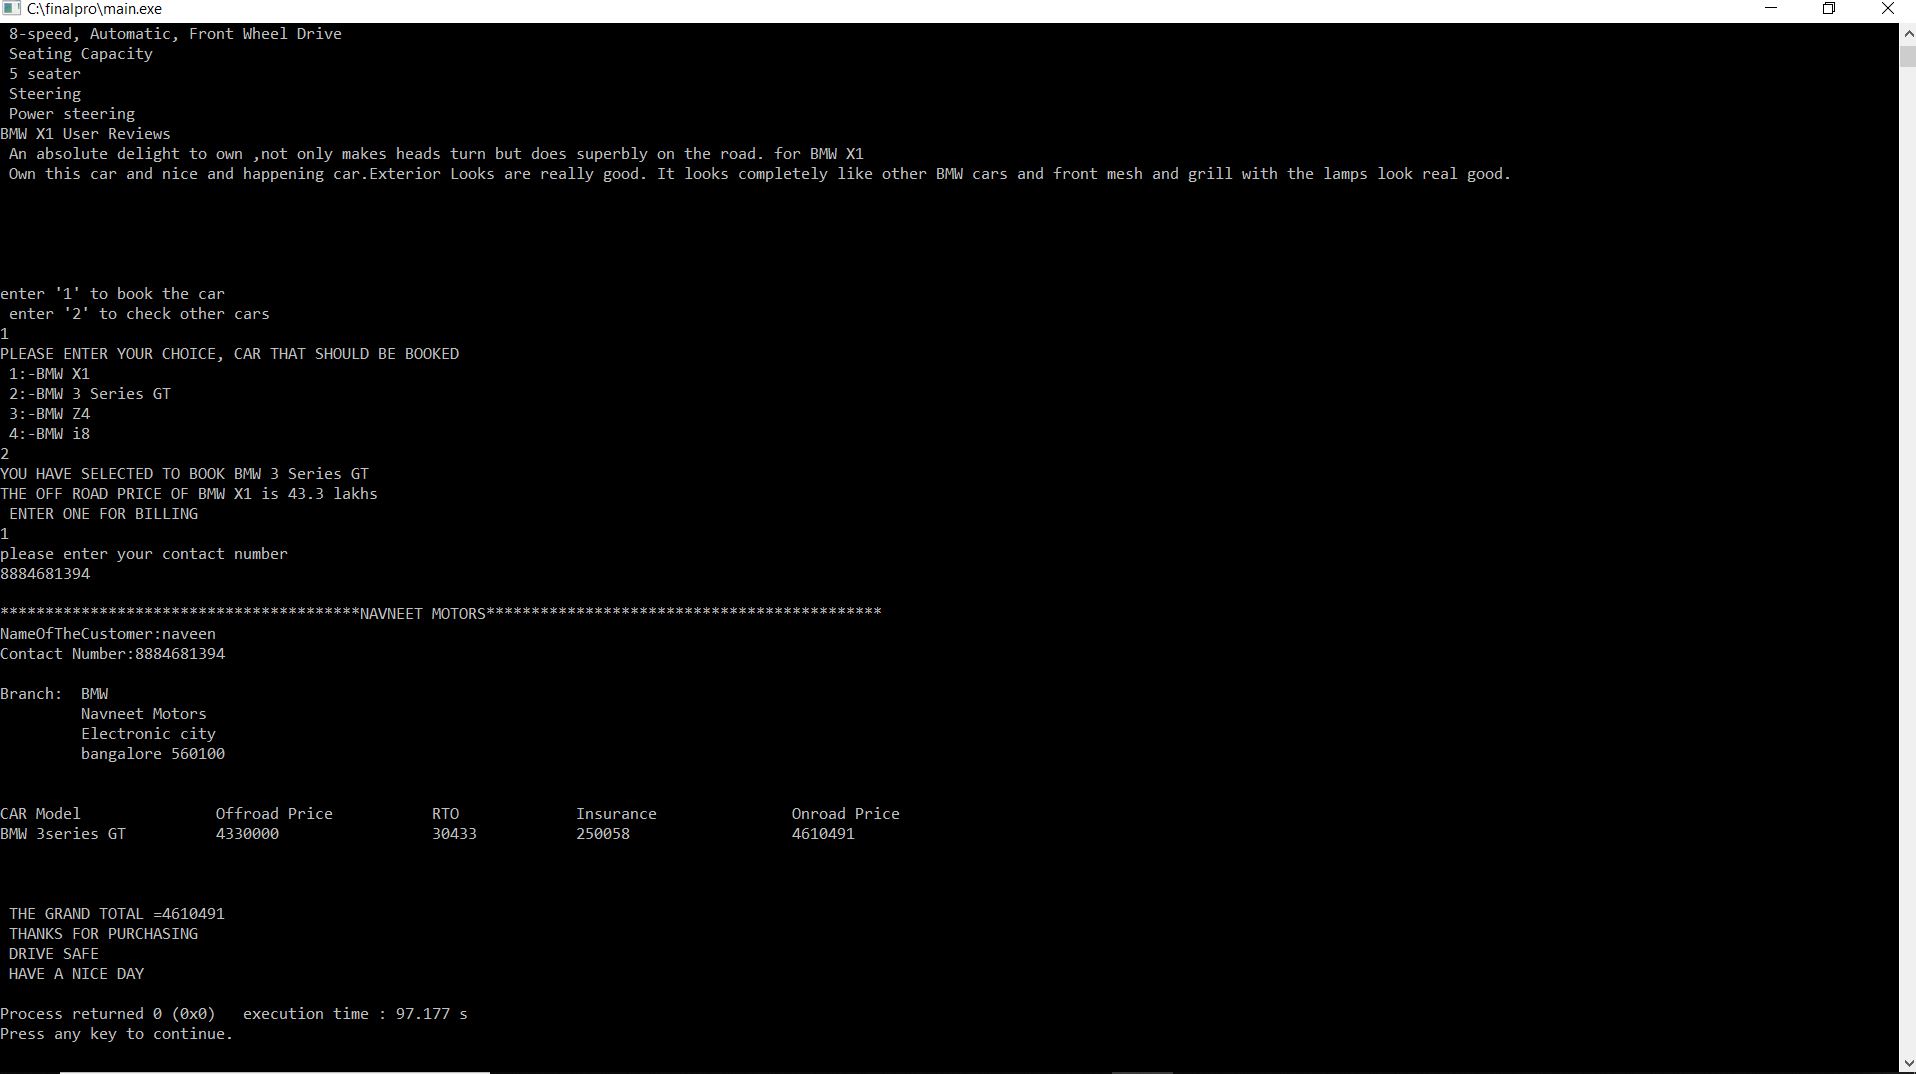 C:\finalpro\main.exe
8-speed, Automatic, Front Wheel Drive
Seating Capacity
5 seater
Steering
Power steering
BMW X1 User Reviews
An absolute delight to own ,not only makes heads turn but does superbly on the road. for BMW X1
Own this car and nice and happening car.Exterior Looks are really good. It looks completely like other BMW cars and front mesh and grill with the lamps look real good.
enter '1' to book the car
enter '2' to check other cars
1
PLEASE ENTER YOUR CHOICE, CAR THAT SHOULD BE BOOKED
1:-BMW X1
2:-BMW 3 Series GT
3:-BMW Z4
4:-BMW i8
2
YOU HAVE SELECTED TO BOOK BMW 3 Series GT
THE OFF ROAD PRICE OF BMW X1 is 43.3 lakhs
ENTER ONE FOR BILLING
1
please enter your contact number
8884681394
****************************************NAVNEET MOTORS********************************************
NameOfTheCustomer:naveen
Contact Number:8884681394
Branch:  BMW
Navneet Motors
Electronic city
bangalore 560100
CAR Model Offroad Price RTO Insurance Onroad Price
BMW 3series GT 4330000 30433 250058 4610491
THE GRAND TOTAL =4610491
THANKS FOR PURCHASING
DRIVE SAFE
HAVE A NICE DAY
Process returned 0 (0x0)   execution time : 97.177 s
Press any key to continue.